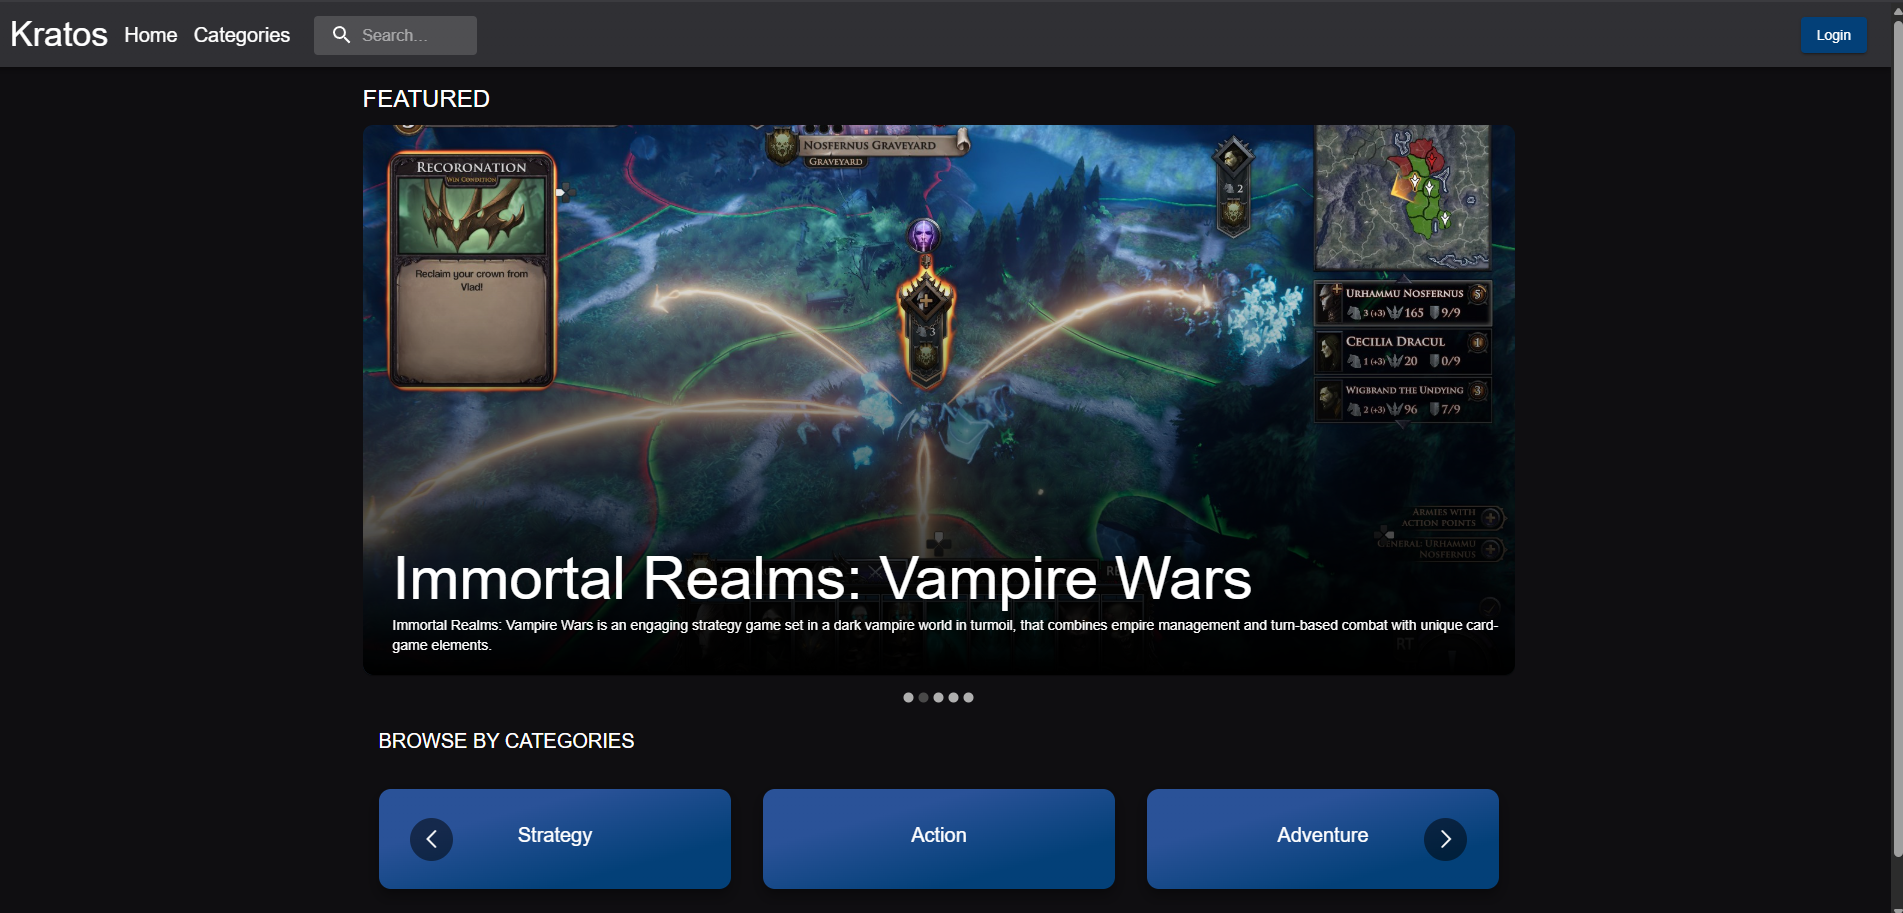 Kratos Home Categories Search... Login
FEATURED
RECORONATION
WIN CONDITION
Reclaim your crown from
Vlad!
NOSFERNUS GRAVEYARD
GRAVEYARD
2
3
URHAMMU NOSFERNUS 5
3 (+3) 165 9/9
CECILIA DRACUL 1
1 (+3) 20 0/9
WIGBRAND THE UNDYING 3
2 (+3) 96 7/9
ARMIES WITH
ACTION POINTS
GENERAL: URHAMMU
NOSFERNUS
Immortal Realms: Vampire Wars
Immortal Realms: Vampire Wars is an engaging strategy game set in a dark vampire world in turmoil, that combines empire management and turn-based combat with unique card-
game elements.
RT
BROWSE BY CATEGORIES
Strategy Action Adventure